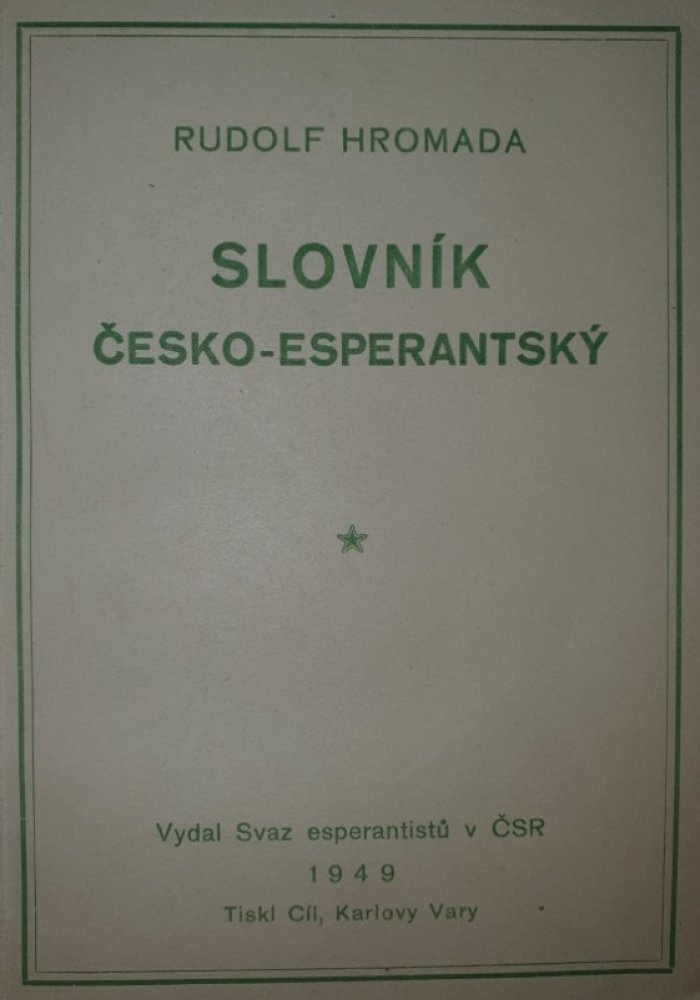 RUDOLF HROMADA
SLOVNÍK
ČESKO-ESPERANTSKÝ
Vydal Svaz esperantistů v ČSR
1949
Tiskl Cíl, Karlovy Vary